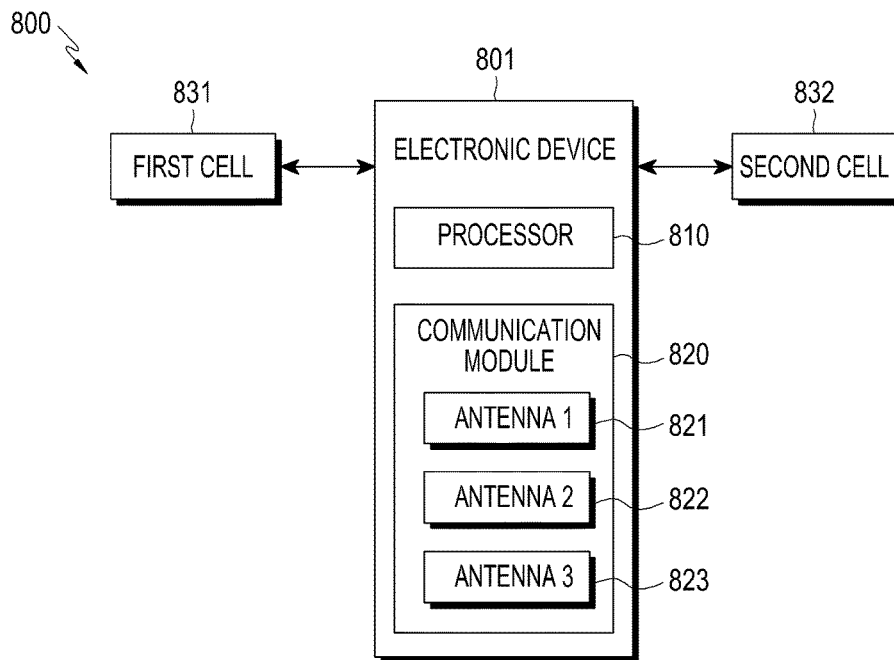 800
831
801
832
FIRST CELL
ELECTRONIC DEVICE
SECOND CELL
PROCESSOR
810
COMMUNICATION
MODULE
820
ANTENNA 1
821
ANTENNA 2
822
ANTENNA 3
823